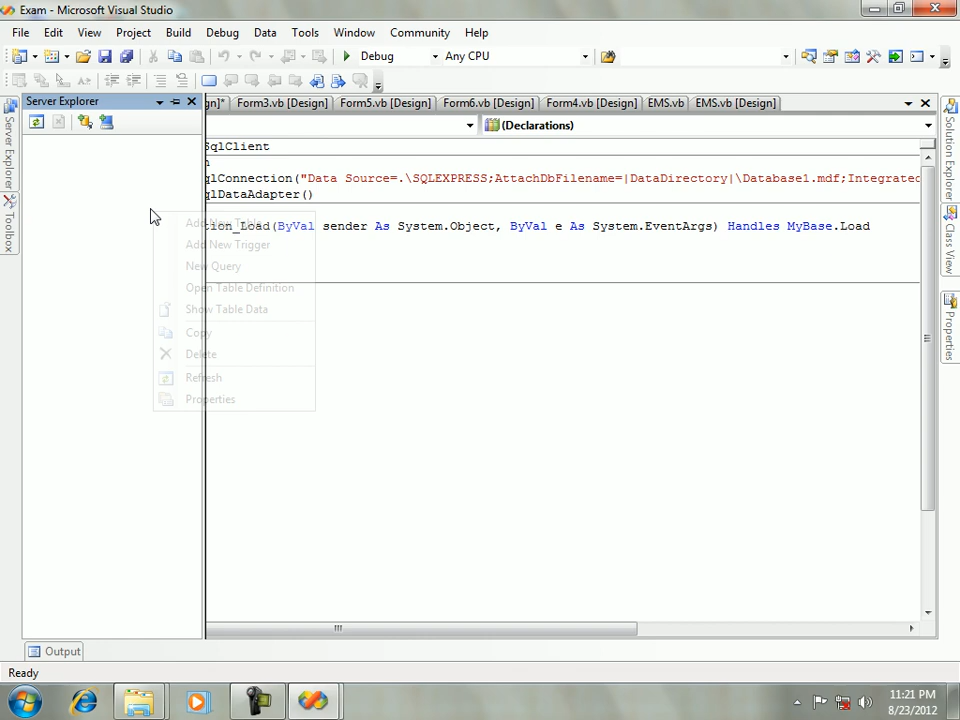 Exam - Microsoft Visual Studio
File Edit View Project Build Debug Data Tools Window Community Help
Debug Any CPU
Server Explorer
gn]* Form3.vb [Design] Form5.vb [Design] Form6.vb [Design] Form4.vb [Design] EMS.vb EMS.vb [Design]
(Declarations)
SqlClient
n
qlConnection("Data Source=.\SQLEXPRESS;AttachDbFilename=|DataDirectory|\Database1.mdf;Integrated
qlDataAdapter()
tion_Load(ByVal sender As System.Object, ByVal e As System.EventArgs) Handles MyBase.Load
Add New Table
Add New Trigger
New Query
Open Table Definition
Show Table Data
Copy
Delete
Refresh
Properties
Server Explorer
Toolbox
Solution Explorer
Class View
Properties
Output
Ready
11:21 PM
8/23/2012